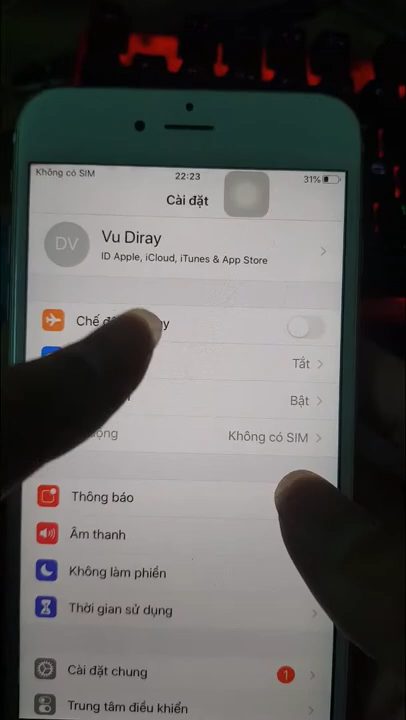 Không có SIM 22:23 31%
Cài đặt
DV
Vu Diray
ID Apple, iCloud, iTunes & App Store
Chế
Tắt
Bật
Không có SIM
Thông báo
Âm thanh
Không làm phiền
Thời gian sử dụng
Cài đặt chung 1
Trung tâm điều khiển